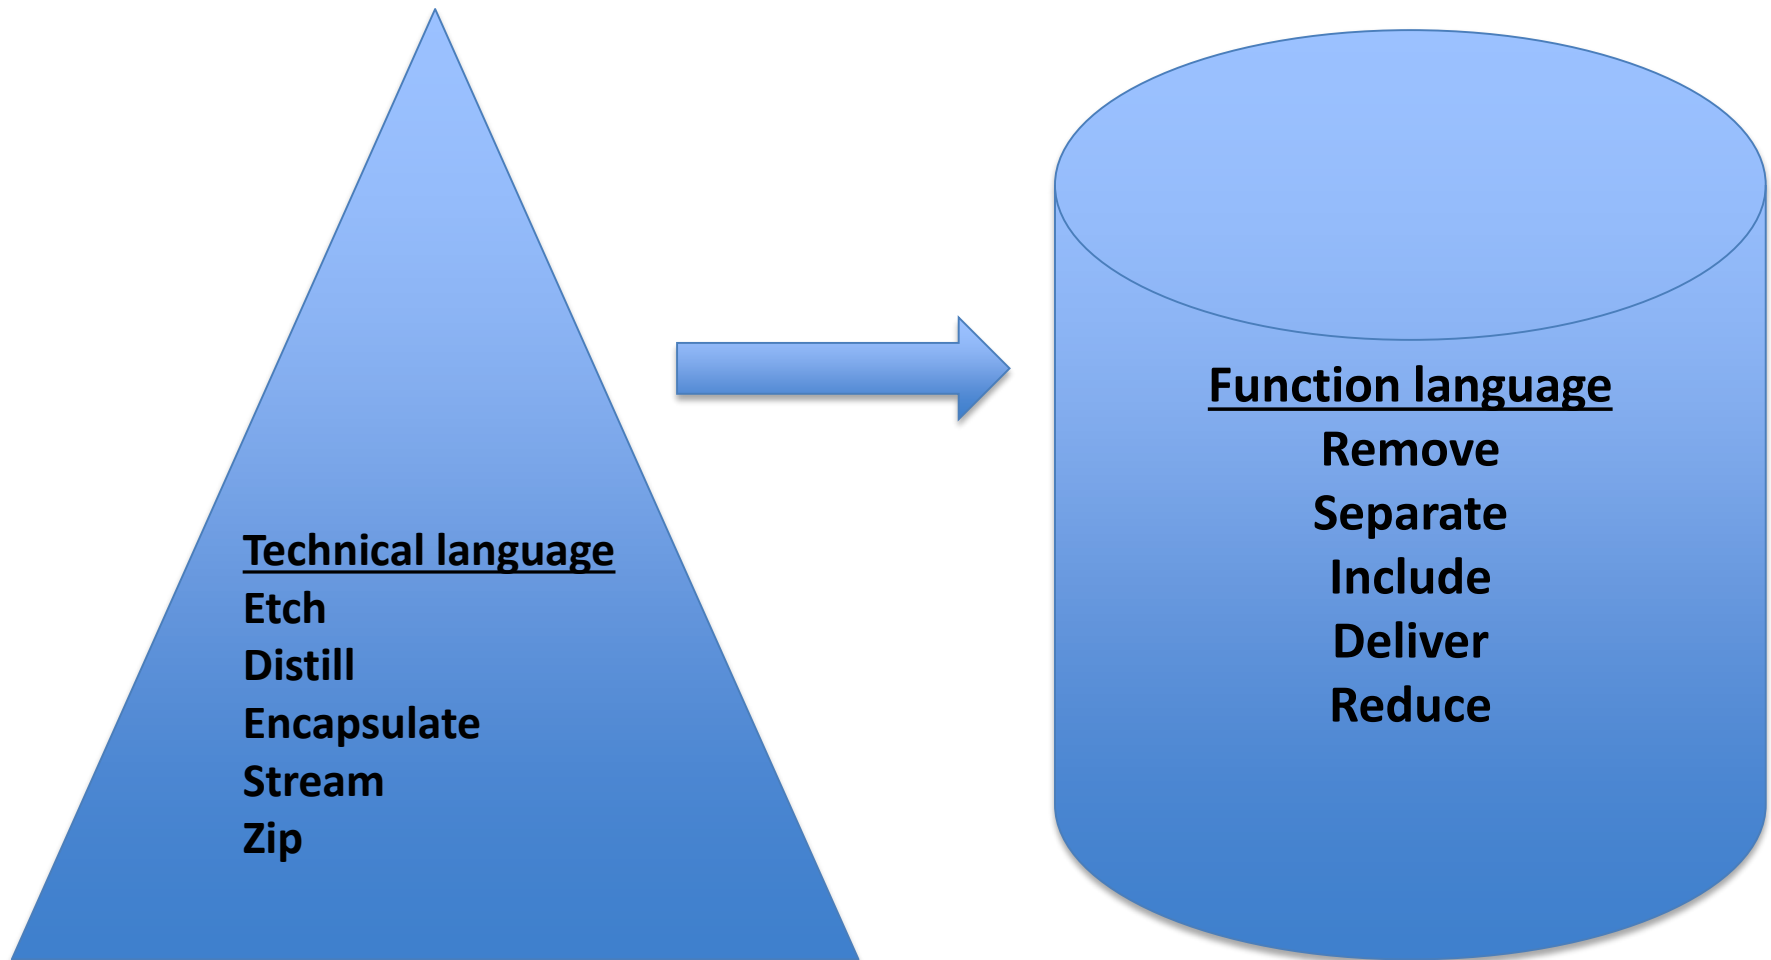 Technical language
Etch
Distill
Encapsulate
Stream
Zip
Function language
Remove
Separate
Include
Deliver
Reduce